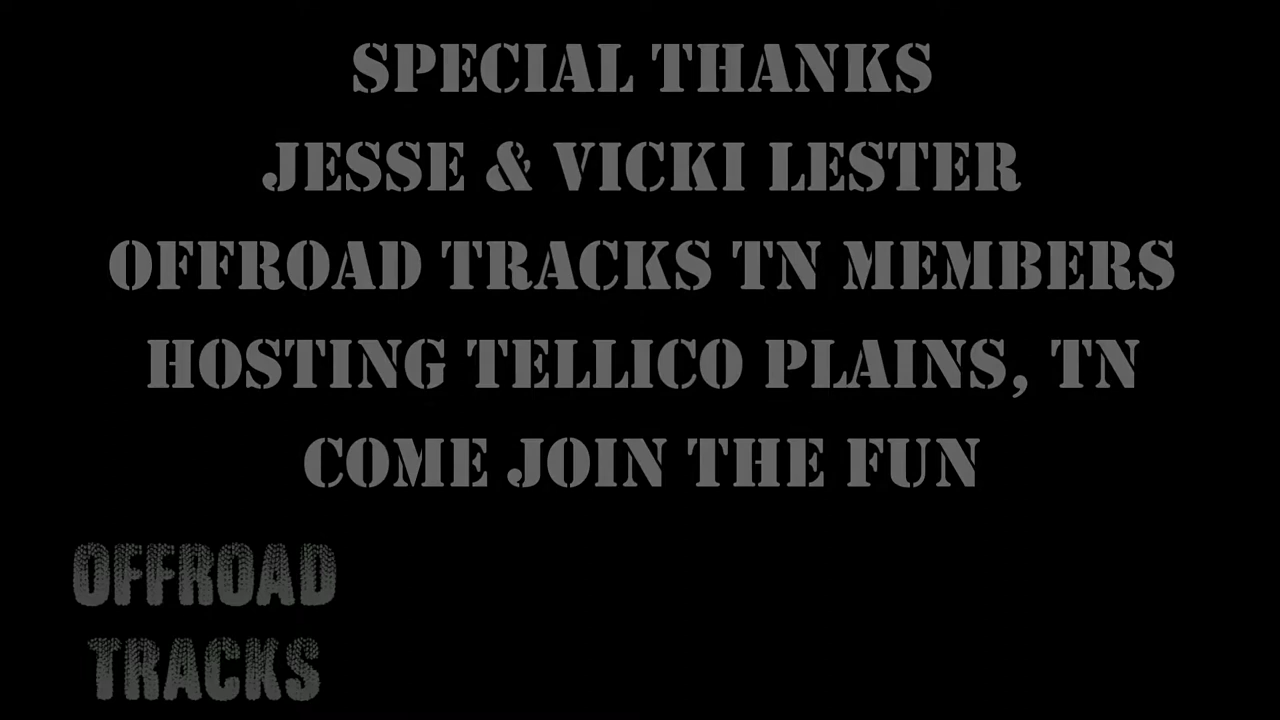 SPECIAL THANKS
JESSE & VICKI LESTER
OFFROAD TRACKS TN MEMBERS
HOSTING TELLICO PLAINS, TN
COME JOIN THE FUN
OFFROAD
TRACKS